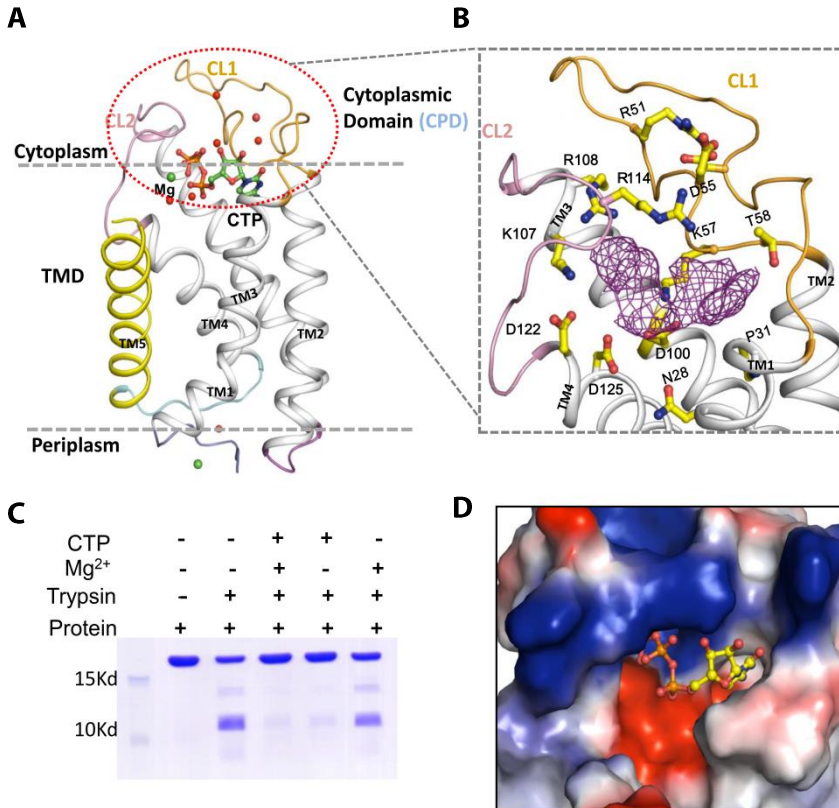 A
CL1
CL2
Cytoplasmic
Domain (CPD)
Cytoplasm
Mg
CTP
TMD
TM3
TM4
TM5
TM2
TM1
Periplasm
B
CL1
CL2
R51
R108
R114
D55
TM3
K57
T58
K107
TM2
D122
D100
P31
TM1
D125
N28
TM4
C
CTP - - + + -
Mg2+ - - + - +
Trypsin - + + + +
Protein + + + + +
15Kd
10Kd
D